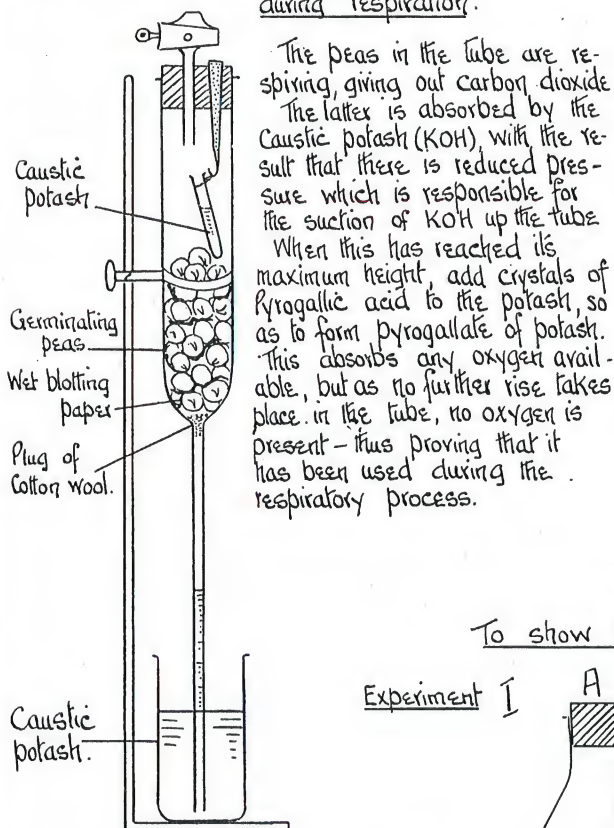 during respiration.
The peas in the tube are re-
spiring, giving out carbon dioxide
The latter is absorbed by the
Caustic potash (KOH), with the re-
sult that there is reduced pres-
sure which is responsible for
the suction of KOH up the tube
When this has reached its
maximum height, add crystals of
Pyrogallic acid to the potash, so
as to form pyrogallate of potash.
This absorbs any oxygen avail-
able, but as no further rise takes
place in the tube, no oxygen is
present - thus proving that it
has been used during the
respiratory process.
Caustic
potash
Germinating
peas
Wet blotting
paper
Plug of
Cotton wool.
Caustic
potash.
To show
Experiment I
A